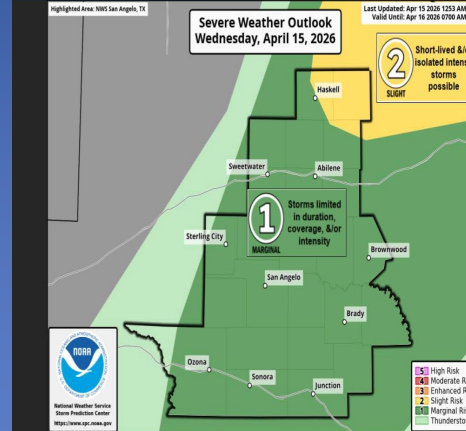 Highlighted Area: NWS San Angelo, TX
Severe Weather Outlook
Wednesday, April 15, 2026
Last Updated: Apr 15 2026 1253 AM
Valid Until: Apr 16 2026 0700 AM
2
SLIGHT
Short-lived &/
isolated intens
storms
possible
Haskell
Sweetwater
Abilene
1
MARGINAL
Storms limited
in duration,
coverage, &/or
intensity
Sterling City
Brownwood
San Angelo
Brady
Ozona
Sonora
Junction
NOAA
National Weather Service
Storm Prediction Center
https://www.spc.noaa.gov
5 High Risk
4 Moderate R
3 Enhanced R
2 Slight Risk
1 Marginal Ris
Thundersto